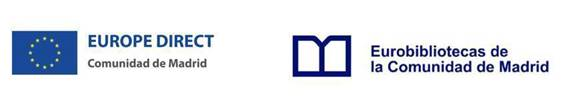 EUROPE DIRECT
Comunidad de Madrid
Eurobibliotecas de
la Comunidad de Madrid